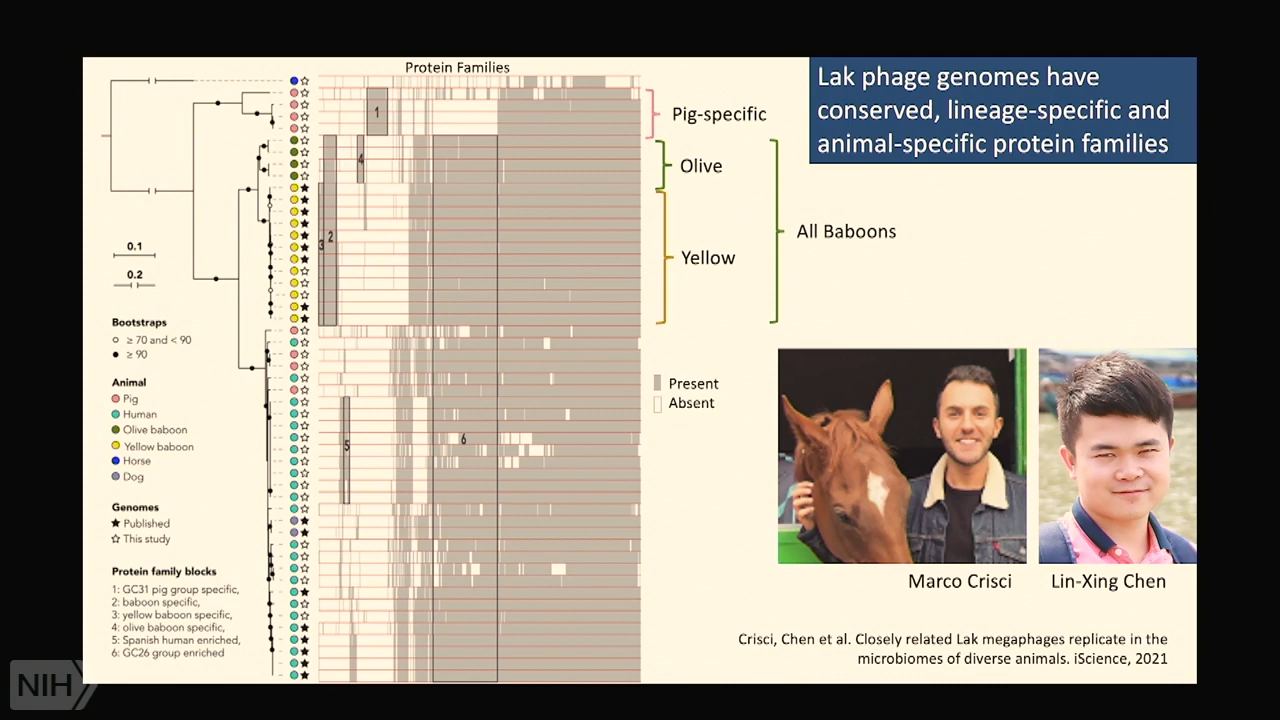 Protein Families
Lak phage genomes have
conserved, lineage-specific and
animal-specific protein families
1
Pig-specific
4
Olive
2
3
All Baboons
Yellow
0.1
0.2
Bootstraps
≥ 70 and < 90
≥ 90
Present
Absent
Animal
Pig
Human
Olive baboon
Yellow baboon
Horse
Dog
5
6
Genomes
Published
This study
Protein family blocks
1: GC31 pig group specific,
2: baboon specific,
3: yellow baboon specific,
4: olive baboon specific,
5: Spanish human enriched,
6: GC26 group enriched
Marco Crisci
Lin-Xing Chen
Crisci, Chen et al. Closely related Lak megaphages replicate in the
microbiomes of diverse animals. iScience, 2021
NIH